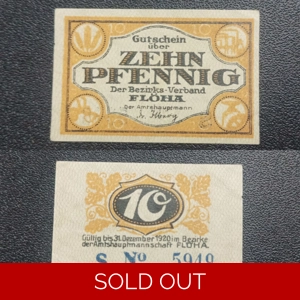 Gutschein
über
ZEHN
PFENNIG
Der Bezirks-Verband
FLÖHA
Der Amtshauptmann
10
Gültig bis 31. Dezember 1920 im Bezirke
der Amtshauptmannschaft FLÖHA.
S. No 5949
SOLD OUT